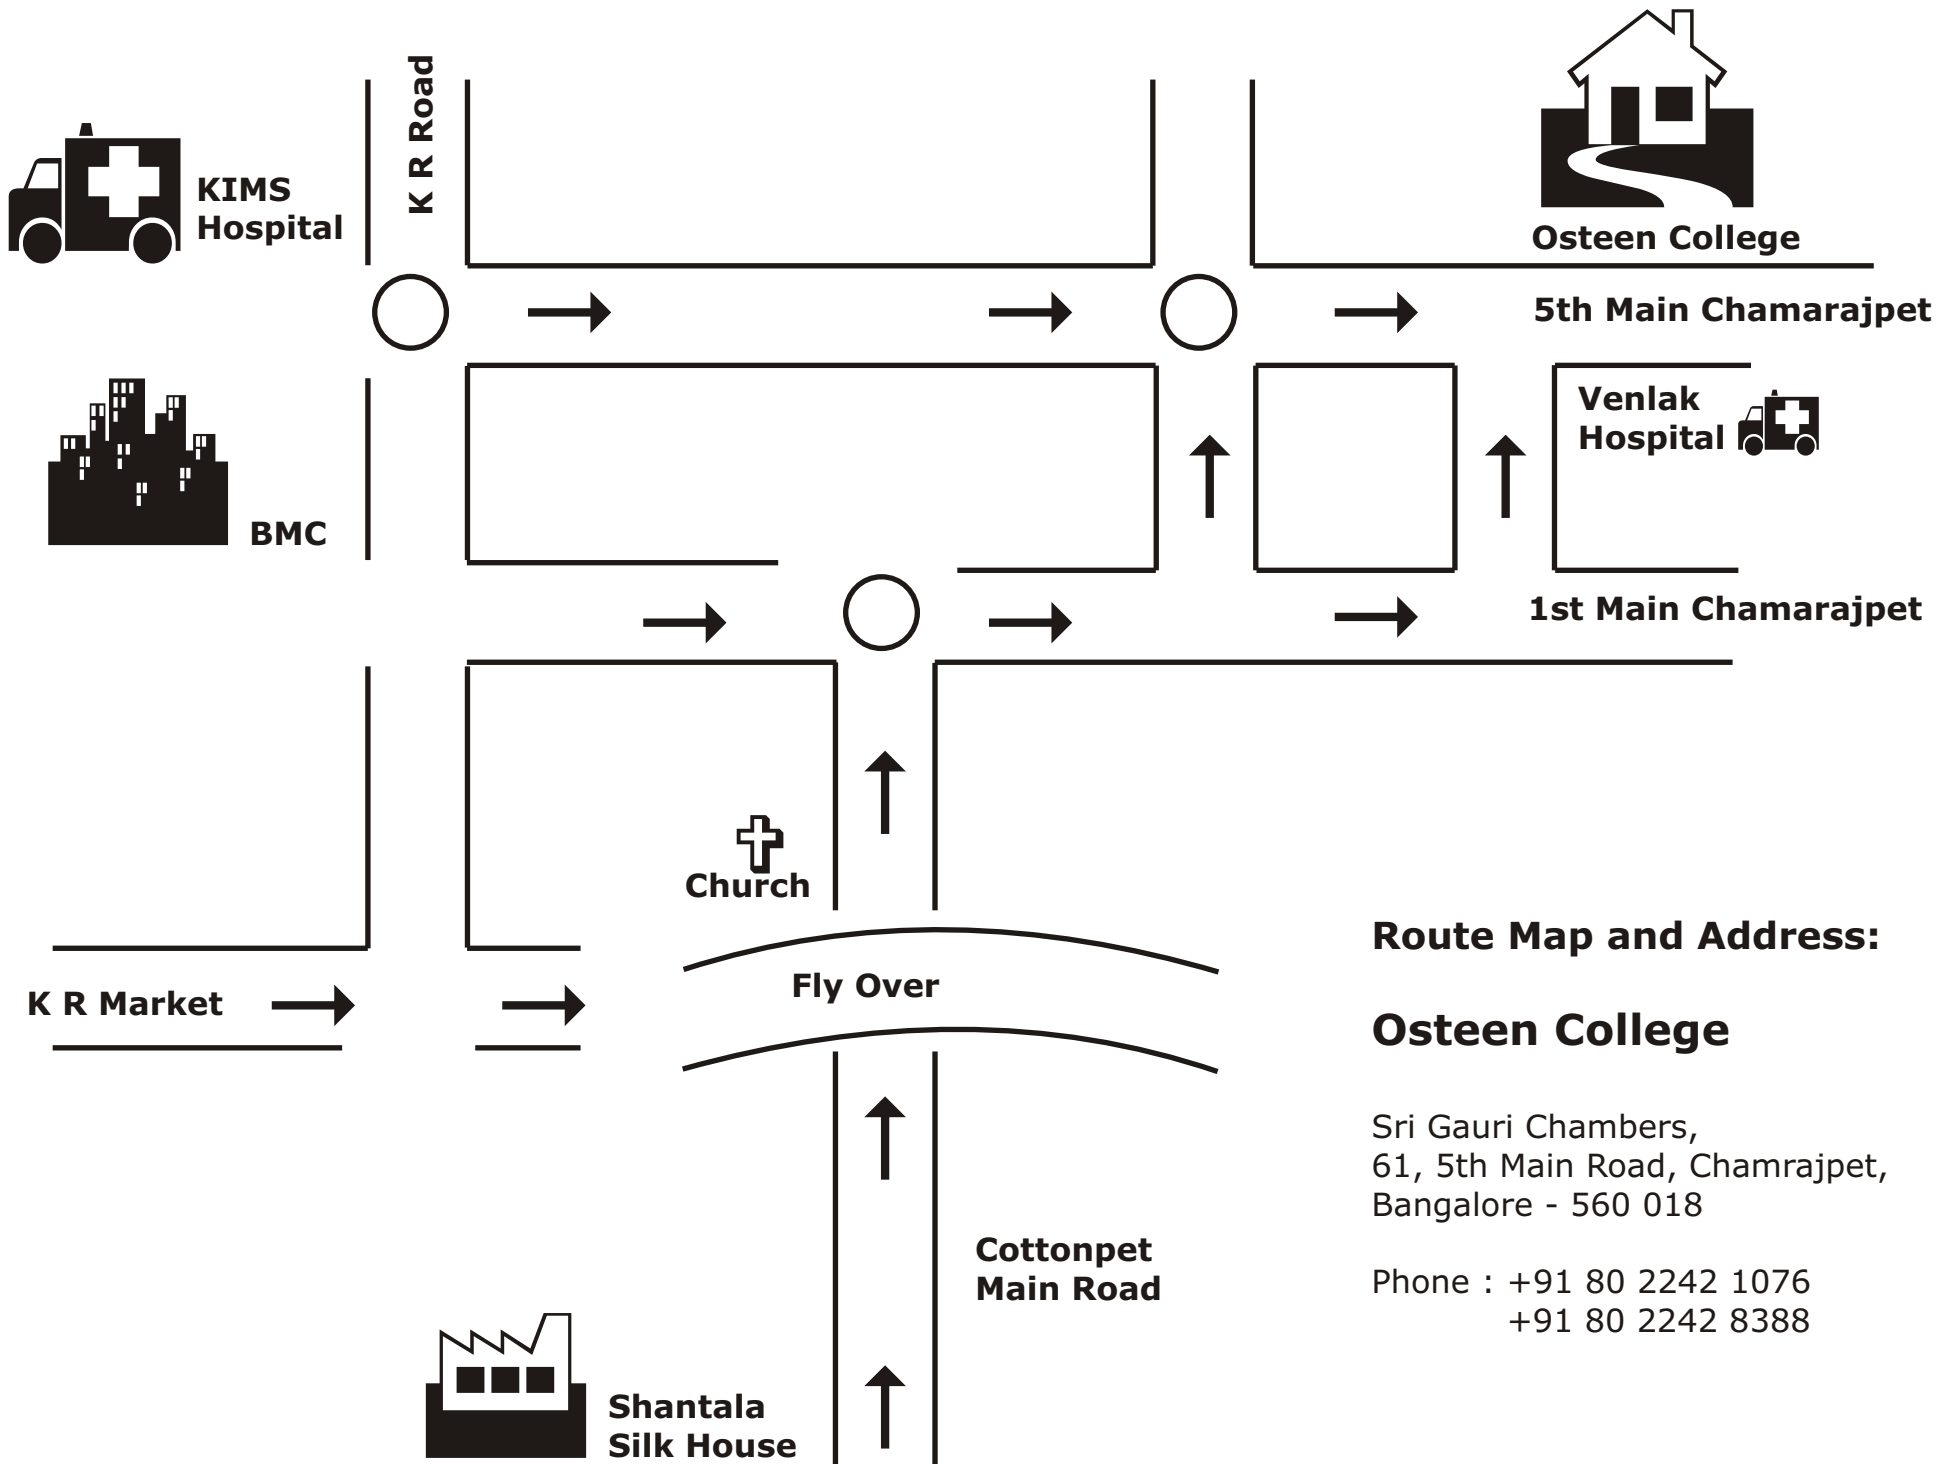 K R Road
KIMS
Hospital
Osteen College
5th Main Chamarajpet
Venlak
Hospital
BMC
1st Main Chamarajpet
Church
Fly Over
K R Market
Route Map and Address:
Osteen College
Sri Gauri Chambers,
61, 5th Main Road, Chamrajpet,
Bangalore - 560 018
Cottonpet
Main Road
Phone : +91 80 2242 1076
+91 80 2242 8388
Shantala
Silk House